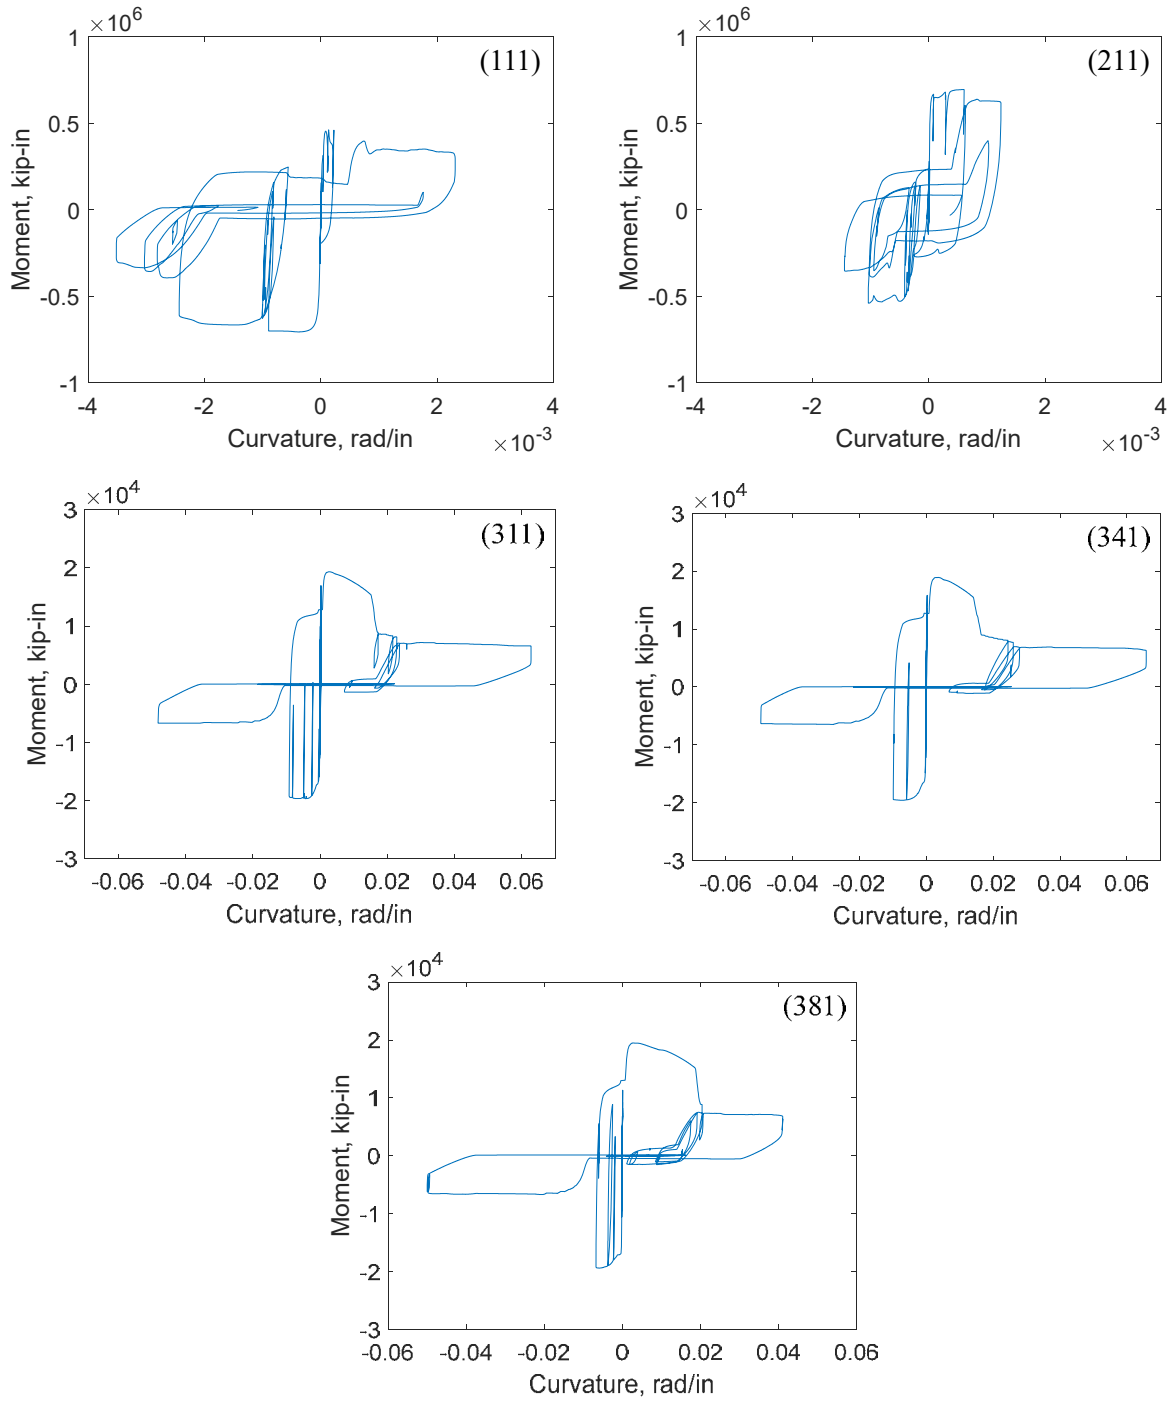 ×10^6
(111)
1
0.5
0
-0.5
-1
Moment, kip-in
-4 -2 0 2 4
Curvature, rad/in
×10^-3
×10^6
(211)
1
0.5
0
-0.5
-1
Moment, kip-in
-4 -2 0 2 4
Curvature, rad/in
×10^-3
×10^4
(311)
3
2
1
0
-1
-2
-3
Moment, kip-in
-0.06 -0.04 -0.02 0 0.02 0.04 0.06
Curvature, rad/in
×10^4
(341)
3
2
1
0
-1
-2
-3
Moment, kip-in
-0.06 -0.04 -0.02 0 0.02 0.04 0.06
Curvature, rad/in
×10^4
(381)
3
2
1
0
-1
-2
-3
Moment, kip-in
-0.06 -0.04 -0.02 0 0.02 0.04 0.06
Curvature, rad/in